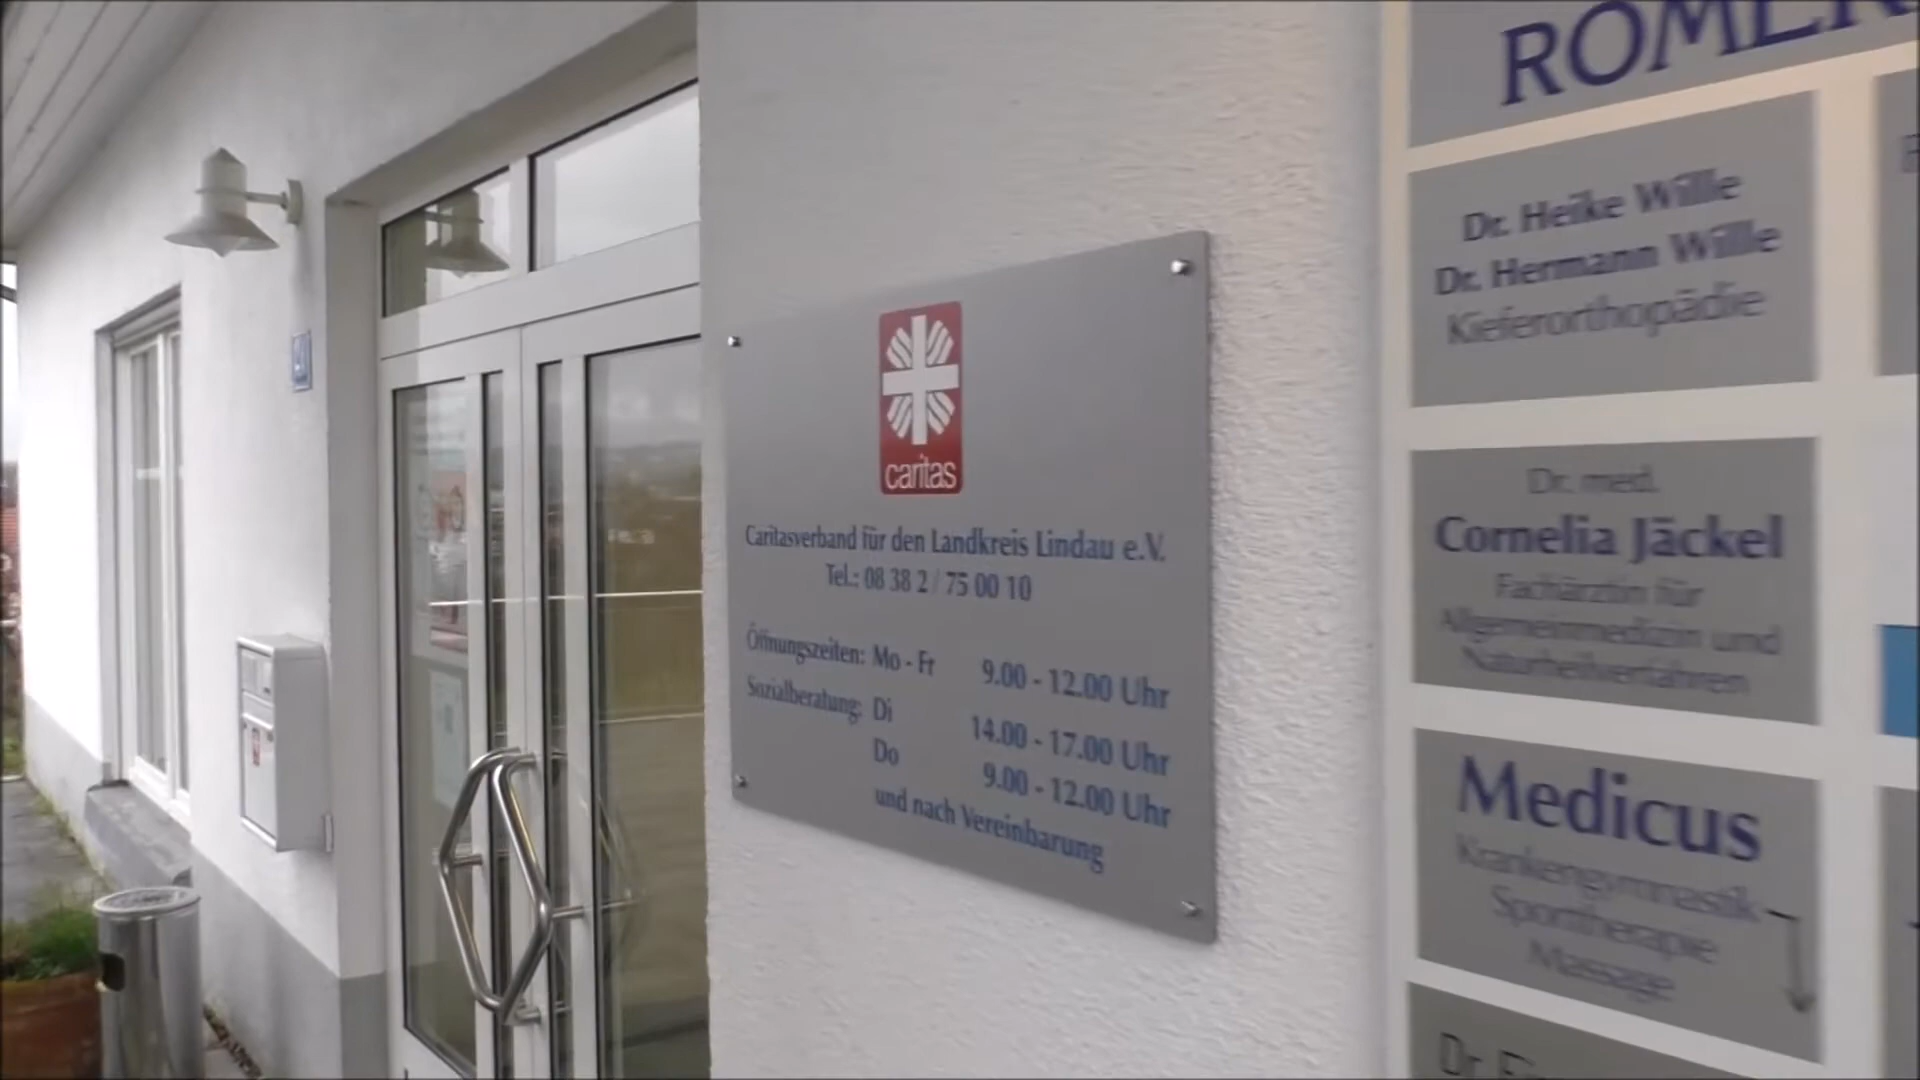 caritas
Caritasverband für den Landkreis Lindau e.V.
Tel.: 08 38 2 / 75 00 10
Öffnungszeiten: Mo - Fr 9.00 - 12.00 Uhr
Sozialberatung: Di 14.00 - 17.00 Uhr
Do 9.00 - 12.00 Uhr
und nach Vereinbarung
Dr. Heike Wille
Dr. Hermann Wille
Kieferorthopädie
Dr. med.
Cornelia Jäckel
Fachärztin für
Allgemeinmedizin und
Naturheilverfahren
Medicus
Krankengymnastik
Sporttherapie
Massage